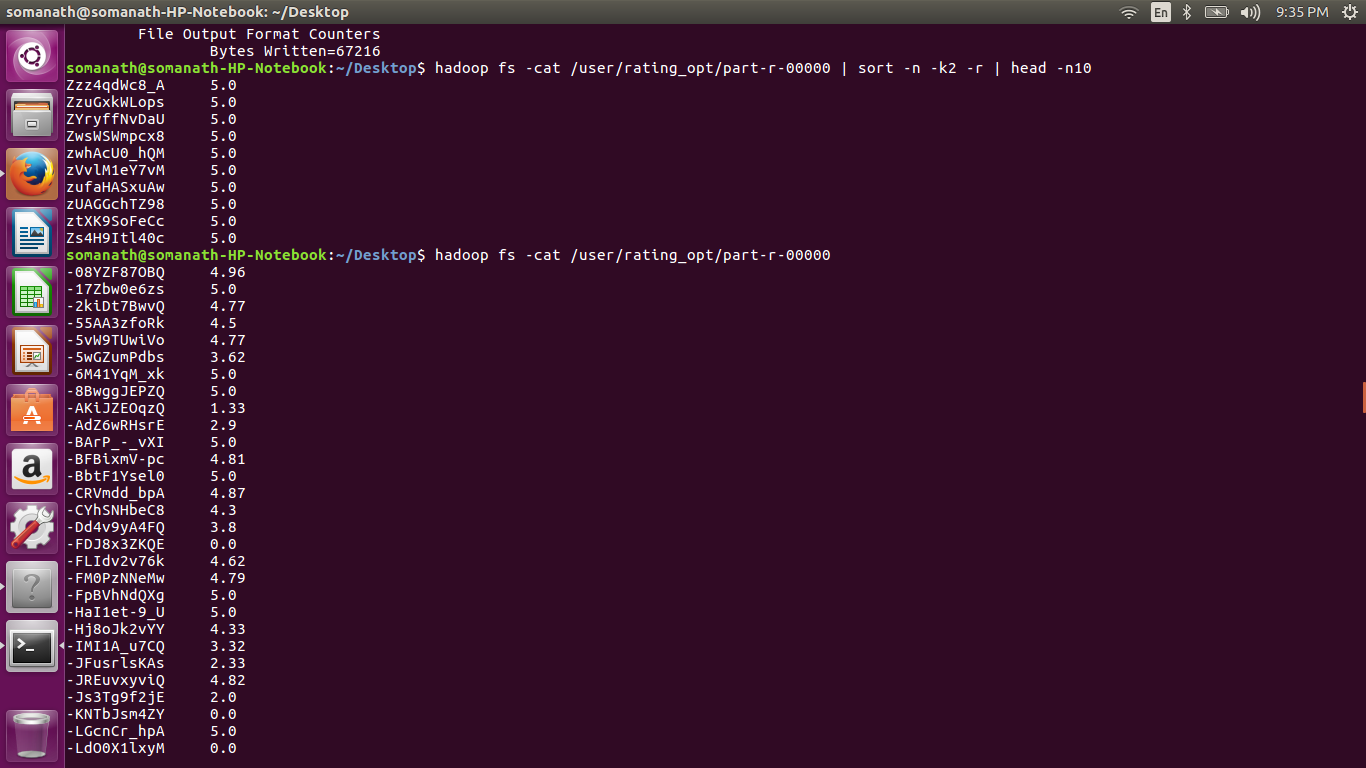 somanath@somanath-HP-Notebook: ~/Desktop
En
9:35 PM
File Output Format Counters
Bytes Written=67216
somanath@somanath-HP-Notebook:~/Desktop$ hadoop fs -cat /user/rating_opt/part-r-00000 | sort -n -k2 -r | head -n10
Zzz4qdWc8_A 5.0
ZzuGxkWLops 5.0
ZYryffNvDaU 5.0
ZwsWSWmpcx8 5.0
zwhAcU0_hQM 5.0
zVvlM1eY7vM 5.0
zufaHASxuAw 5.0
zUAGGchTZ98 5.0
ztXK9SoFeCc 5.0
Zs4H9Itl40c 5.0
somanath@somanath-HP-Notebook:~/Desktop$ hadoop fs -cat /user/rating_opt/part-r-00000
-08YZF87OBQ 4.96
-17Zbw0e6zs 5.0
-2kiDt7BwvQ 4.77
-55AA3zfoRk 4.5
-5vW9TUwiVo 4.77
-5wGZumPdbs 3.62
-6M41YqM_xk 5.0
-8BwggJEPZQ 5.0
-AKiJZEOqzQ 1.33
-AdZ6wRHsrE 2.9
-BArP_-_vXI 5.0
-BFBixmV-pc 4.81
-BbtF1Ysel0 5.0
-CRVmdd_bpA 4.87
-CYhSNHbeC8 4.3
-Dd4v9yA4FQ 3.8
-FDJ8x3ZKQE 0.0
-FLIdv2v76k 4.62
-FM0PzNNeMw 4.79
-FpBVhNdQXg 5.0
-HaI1et-9_U 5.0
-Hj8oJk2vYY 4.33
-IMI1A_u7CQ 3.32
-JFusrlsKAs 2.33
-JREuvxyviQ 4.82
-Js3Tg9f2jE 2.0
-KNTbJsm4ZY 0.0
-LGcnCr_hpA 5.0
-LdO0X1lxyM 0.0